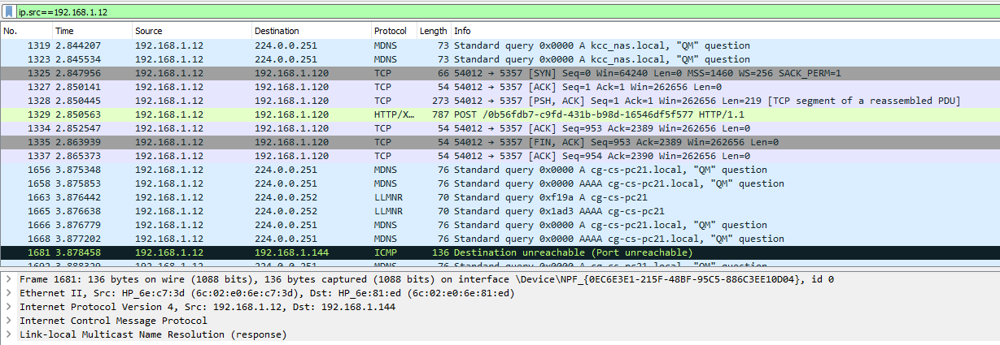 ip.src==192.168.1.12
No. Time Source Destination Protocol Length Info
1319 2.844207 192.168.1.12 224.0.0.251 MDNS 73 Standard query 0x0000 A kcc_nas.local, "QM" question
1323 2.845534 192.168.1.12 224.0.0.251 MDNS 73 Standard query 0x0000 A kcc_nas.local, "QM" question
1325 2.847956 192.168.1.12 192.168.1.120 TCP 66 54012 → 5357 [SYN] Seq=0 Win=64240 Len=0 MSS=1460 WS=256 SACK_PERM=1
1327 2.850141 192.168.1.12 192.168.1.120 TCP 54 54012 → 5357 [ACK] Seq=1 Ack=1 Win=262656 Len=0
1328 2.850445 192.168.1.12 192.168.1.120 TCP 273 54012 → 5357 [PSH, ACK] Seq=1 Ack=1 Win=262656 Len=219 [TCP segment of a reassembled PDU]
1329 2.850563 192.168.1.12 192.168.1.120 HTTP/X… 787 POST /0b56fdb7-c9fd-431b-b98d-16546df5f577 HTTP/1.1
1334 2.852547 192.168.1.12 192.168.1.120 TCP 54 54012 → 5357 [ACK] Seq=953 Ack=2389 Win=262656 Len=0
1335 2.863939 192.168.1.12 192.168.1.120 TCP 54 54012 → 5357 [FIN, ACK] Seq=953 Ack=2389 Win=262656 Len=0
1337 2.865373 192.168.1.12 192.168.1.120 TCP 54 54012 → 5357 [ACK] Seq=954 Ack=2390 Win=262656 Len=0
1656 3.875348 192.168.1.12 224.0.0.251 MDNS 76 Standard query 0x0000 A cg-cs-pc21.local, "QM" question
1658 3.875853 192.168.1.12 224.0.0.251 MDNS 76 Standard query 0x0000 AAAA cg-cs-pc21.local, "QM" question
1663 3.876442 192.168.1.12 224.0.0.252 LLMNR 70 Standard query 0xf19a A cg-cs-pc21
1665 3.876638 192.168.1.12 224.0.0.252 LLMNR 70 Standard query 0x1ad3 AAAA cg-cs-pc21
1666 3.876779 192.168.1.12 224.0.0.251 MDNS 76 Standard query 0x0000 A cg-cs-pc21.local, "QM" question
1668 3.877202 192.168.1.12 224.0.0.251 MDNS 76 Standard query 0x0000 AAAA cg-cs-pc21.local, "QM" question
1681 3.878458 192.168.1.12 192.168.1.144 ICMP 136 Destination unreachable (Port unreachable)
1692 3.888329 192.168.1.12 224.0.0.251 MDNS 76 Standard query 0x0000 A cg-cs-pc21.local, "QM" question
Frame 1681: 136 bytes on wire (1088 bits), 136 bytes captured (1088 bits) on interface \Device\NPF_{0EC6E3E1-215F-48BF-95C5-886C3EE10D04}, id 0
Ethernet II, Src: HP_6e:c7:3d (6c:02:e0:6e:c7:3d), Dst: HP_6e:81:ed (6c:02:e0:6e:81:ed)
Internet Protocol Version 4, Src: 192.168.1.12, Dst: 192.168.1.144
Internet Control Message Protocol
Link-local Multicast Name Resolution (response)